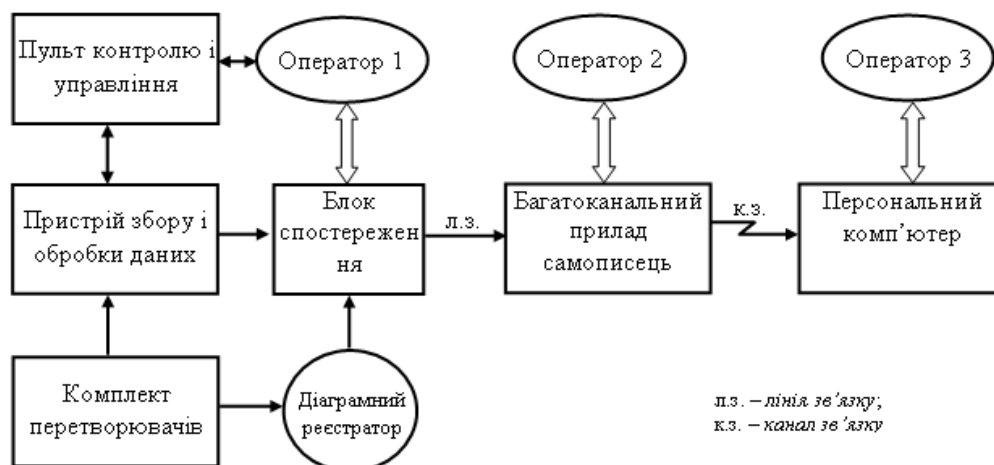 Пульт контролю і
управління
Оператор 1
Оператор 2
Оператор 3
Пристрій збору і
обробки даних
Блок
спостережен
ня
л.з.
Багатоканальний
прилад
самописець
к.з.
Персональний
комп’ютер
Комплект
перетворювачів
Діаграмний
реєстратор
л.з. – лінія зв’язку;
к.з. – канал зв’язку